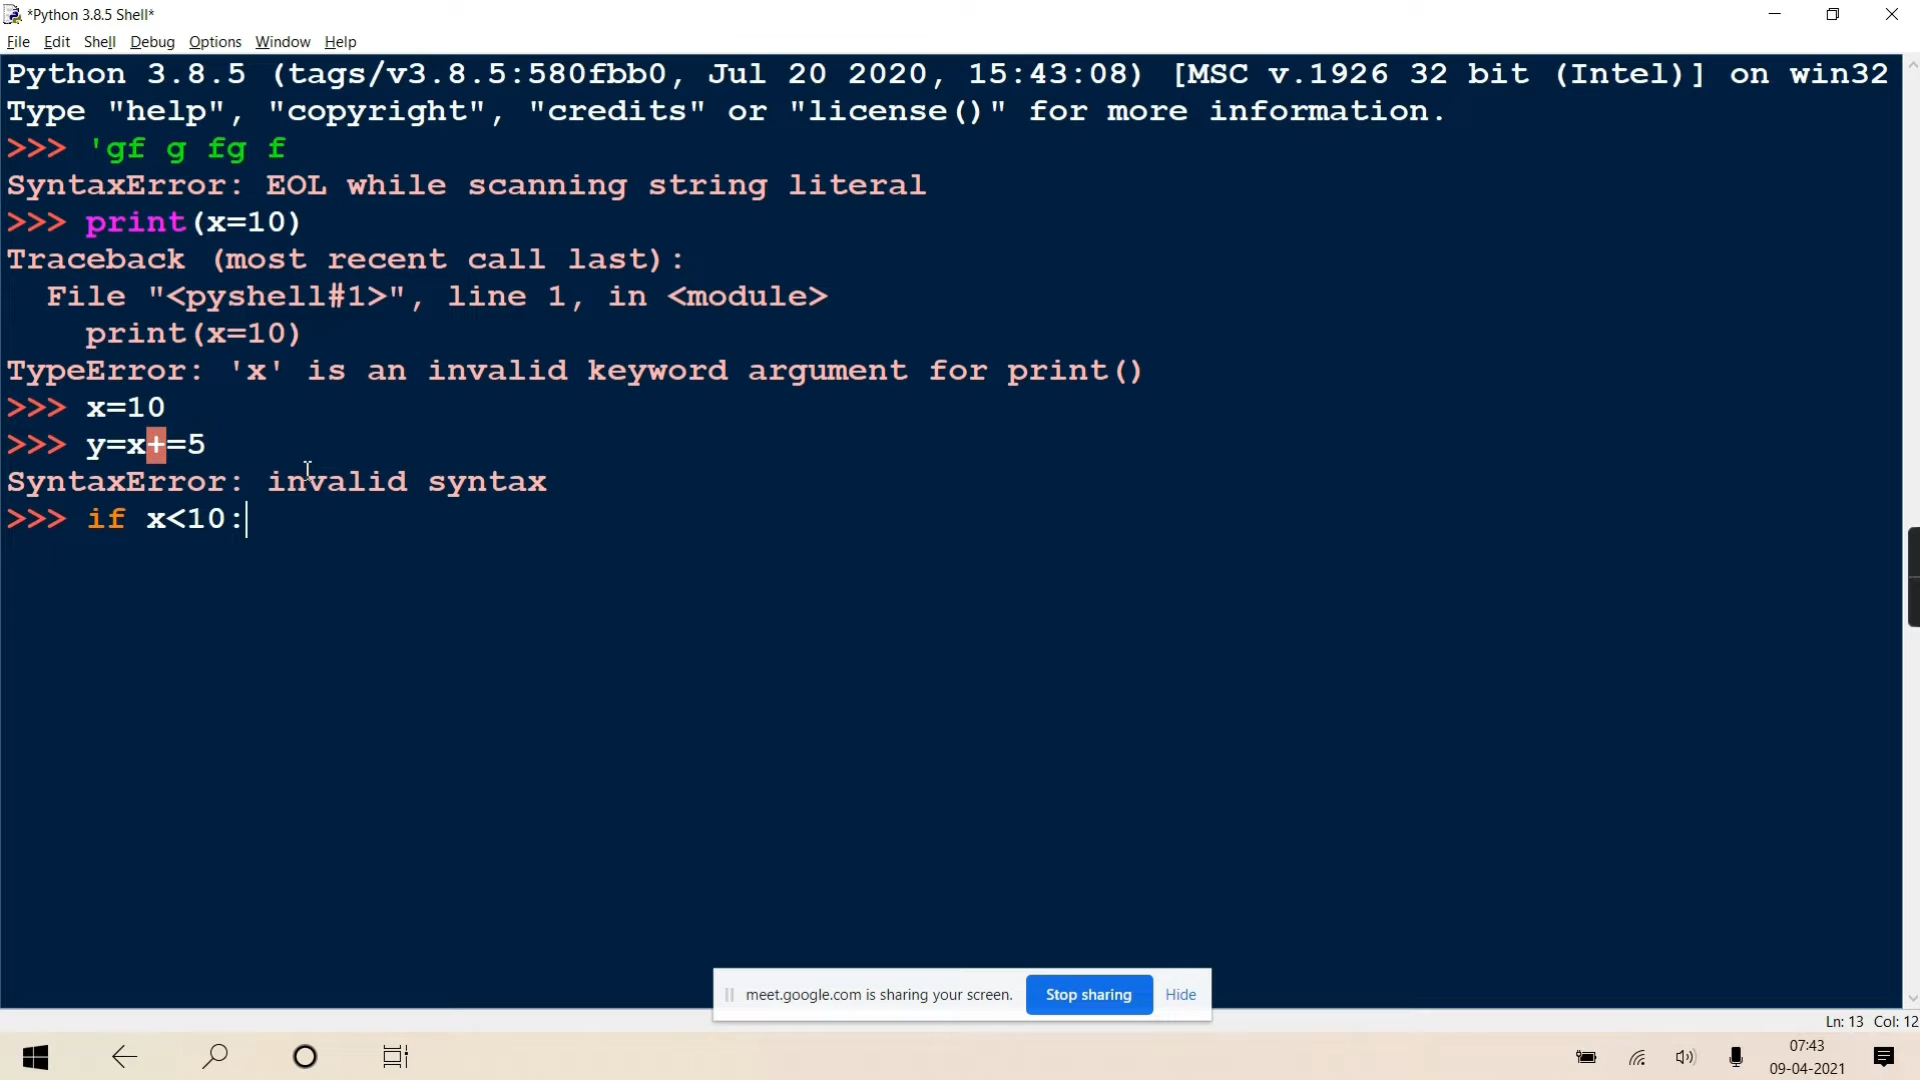 *Python 3.8.5 Shell*
File Edit Shell Debug Options Window Help
Python 3.8.5 (tags/v3.8.5:580fbb0, Jul 20 2020, 15:43:08) [MSC v.1926 32 bit (Intel)] on win32
Type "help", "copyright", "credits" or "license()" for more information.
>>> 'gf g fg f
SyntaxError: EOL while scanning string literal
>>> print(x=10)
Traceback (most recent call last):
  File "<pyshell#1>", line 1, in <module>
    print(x=10)
TypeError: 'x' is an invalid keyword argument for print()
>>> x=10
>>> y=x+=5
SyntaxError: invalid syntax
>>> if x<10:
meet.google.com is sharing your screen. Stop sharing Hide
Ln: 13 Col: 12
07:43
09-04-2021